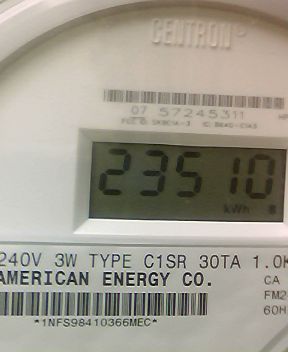 CENTRON®
07 57245311
23510
kWh
240V 3W TYPE C1SR 30TA 1.0K
AMERICAN ENERGY CO.
CA
FM2
60H
*1NFS98410366MEC*